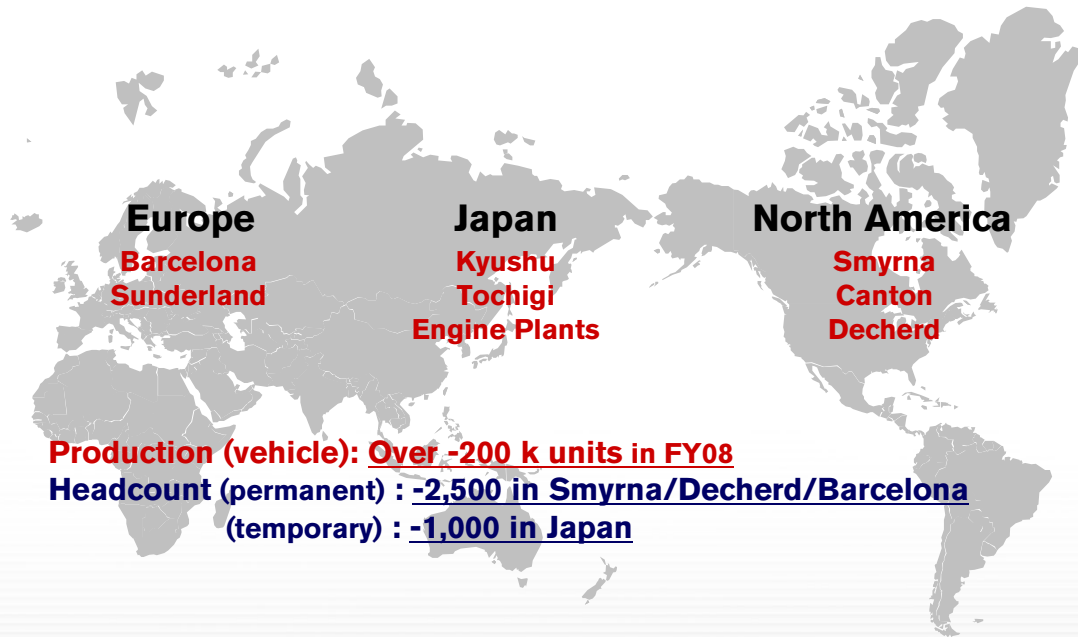 Europe
Barcelona
Sunderland
Japan
Kyushu
Tochigi
Engine Plants
North America
Smyrna
Canton
Decherd
Production (vehicle): Over -200 k units in FY08
Headcount (permanent) : -2,500 in Smyrna/Decherd/Barcelona
(temporary) : -1,000 in Japan